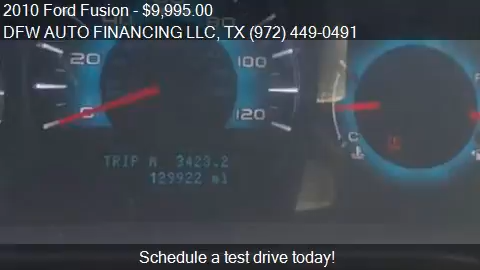 2010 Ford Fusion - $9,995.00
DFW AUTO FINANCING LLC, TX (972) 449-0491
20
100
0
120
C
TRIP M 3423.2
129922 mi
Schedule a test drive today!